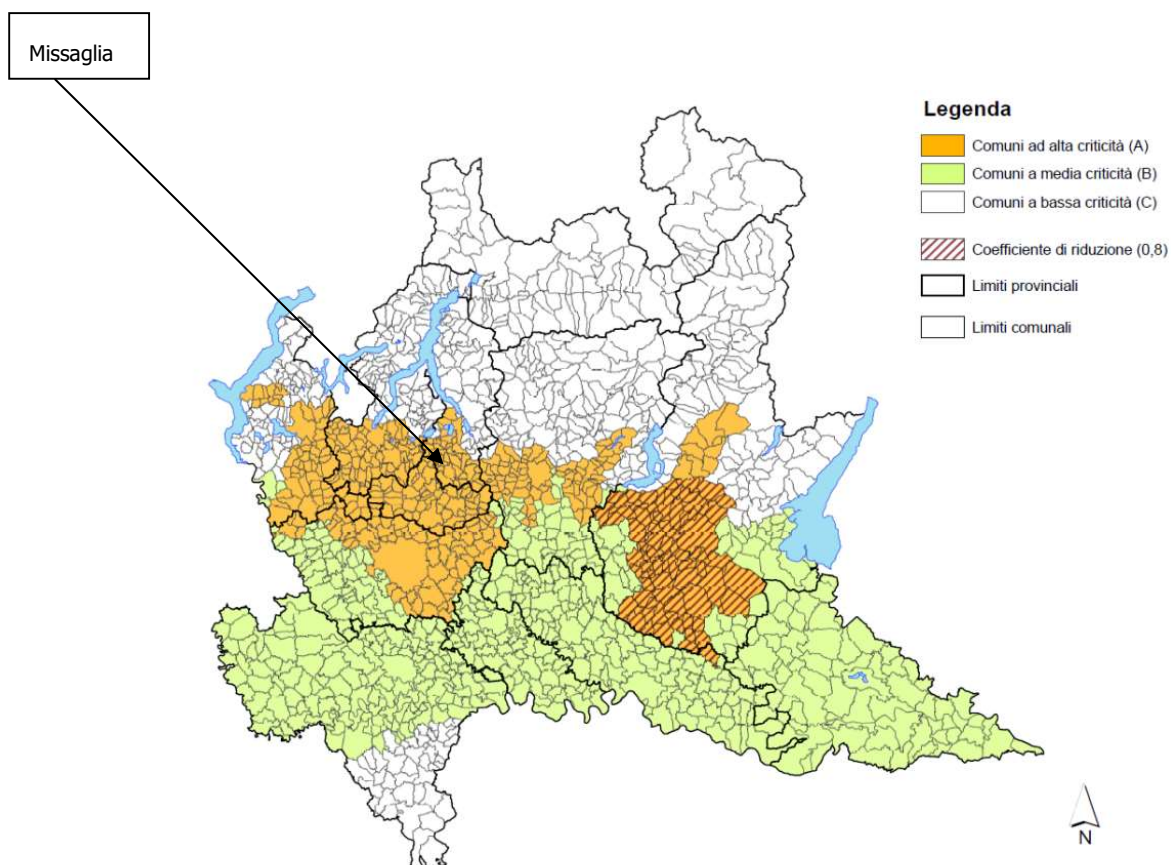 Missaglia
Legenda
Comuni ad alta criticità (A)
Comuni a media criticità (B)
Comuni a bassa criticità (C)
Coefficiente di riduzione (0,8)
Limiti provinciali
Limiti comunali
N